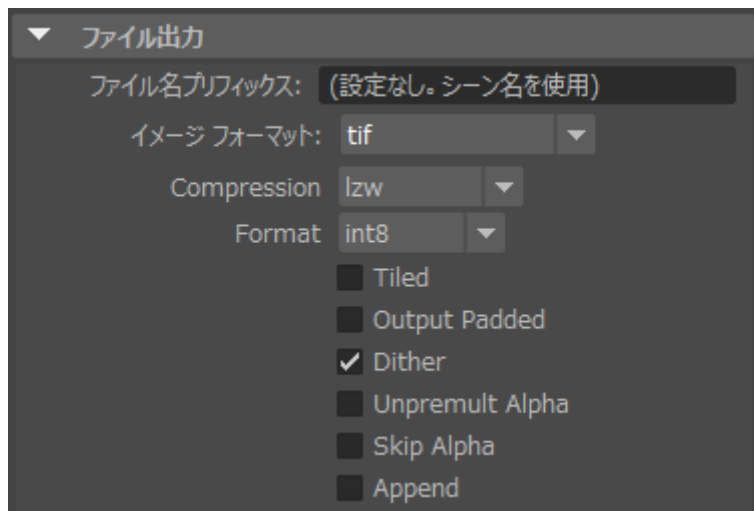 ファイル出力
ファイル名プリフィックス: (設定なし。シーン名を使用)
イメージ フォーマット: tif
Compression lzw
Format int8
Tiled
Output Padded
Dither
Unpremult Alpha
Skip Alpha
Append